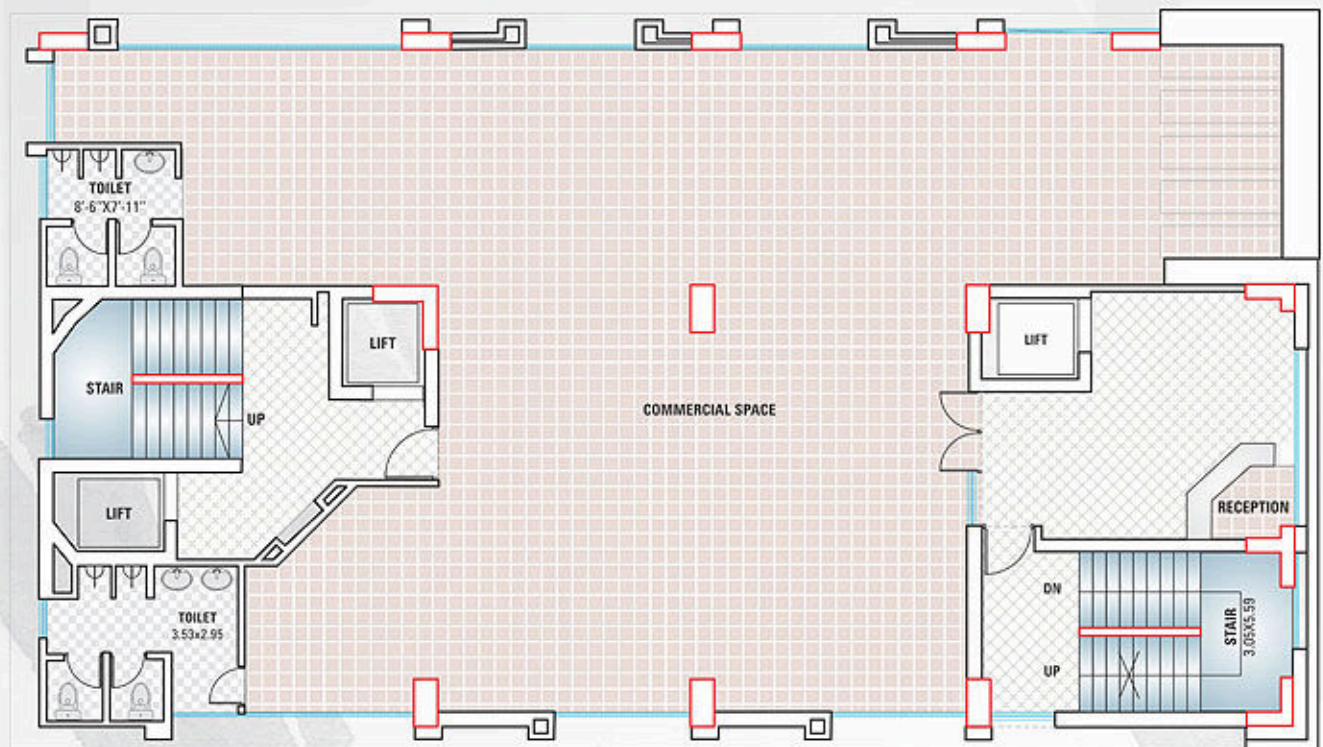 TOILET
8'-6"X7'-11"
LIFT
LIFT
STAIR
UP
COMMERCIAL SPACE
LIFT
RECEPTION
TOILET
3.53x2.95
DN
UP
STAIR
3.05X5.59